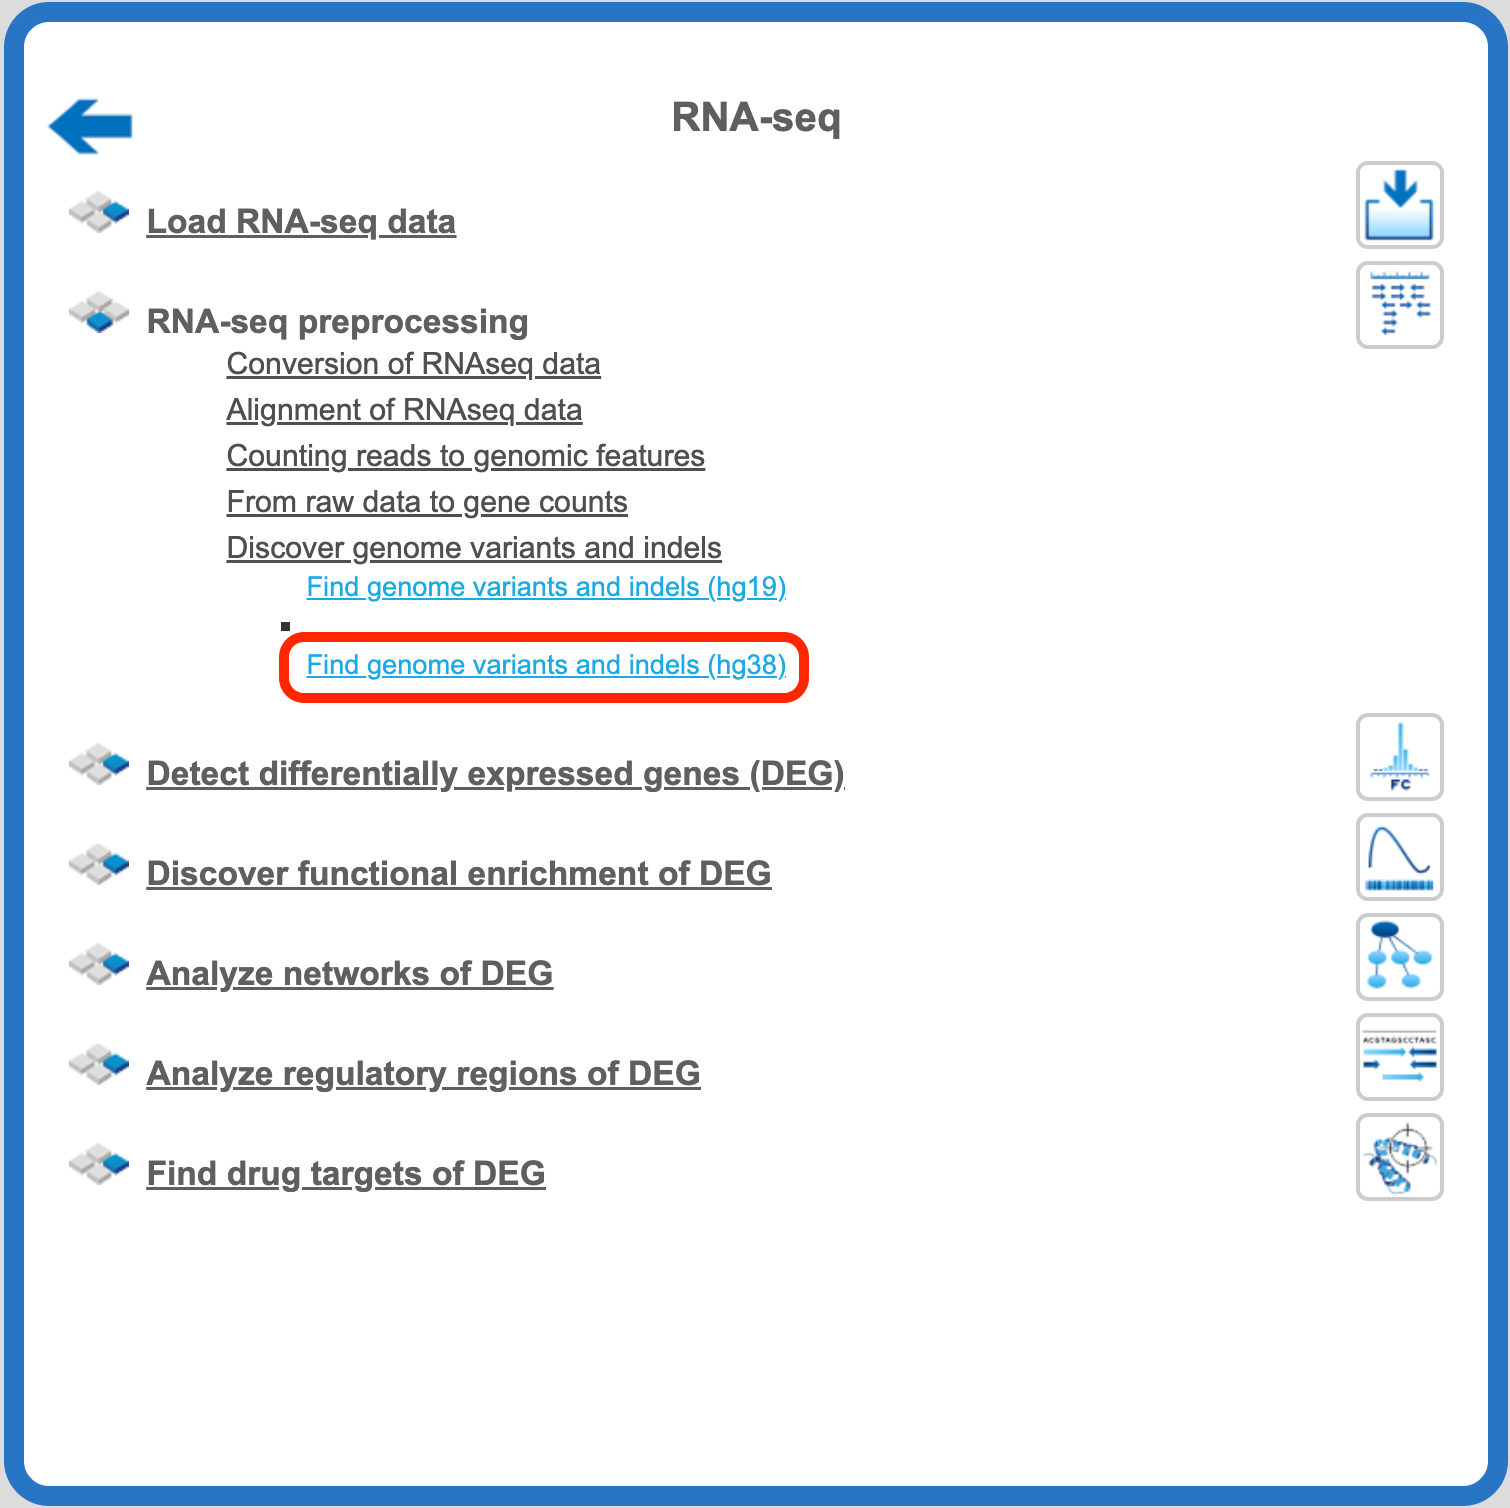 RNA-seq
Load RNA-seq data
RNA-seq preprocessing
Conversion of RNAseq data
Alignment of RNAseq data
Counting reads to genomic features
From raw data to gene counts
Discover genome variants and indels
Find genome variants and indels (hg19)
Find genome variants and indels (hg38)
Detect differentially expressed genes (DEG)
FC
Discover functional enrichment of DEG
Analyze networks of DEG
Analyze regulatory regions of DEG
Find drug targets of DEG